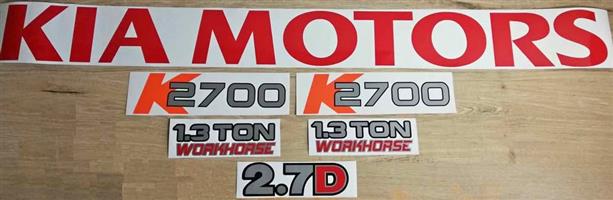 KIA MOTORS
K2700 K2700
1.3 TON 1.3 TON
WORKHORSE WORKHORSE
2.7D